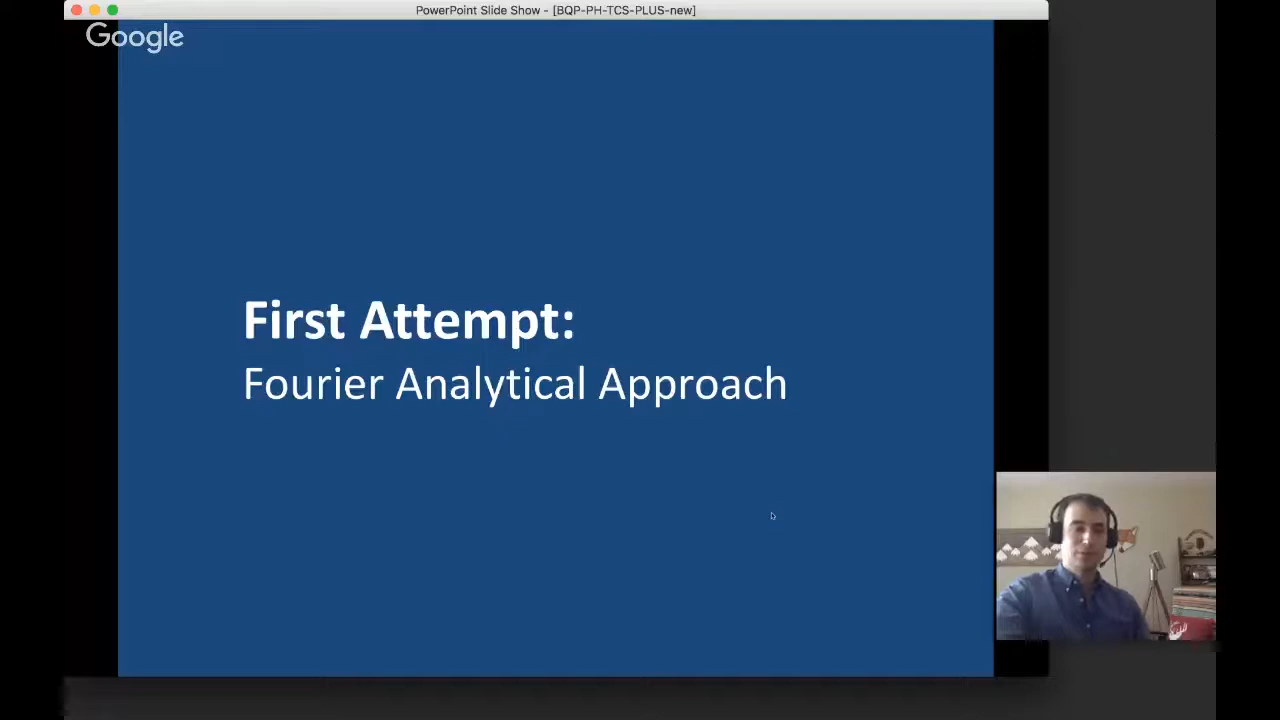 PowerPoint Slide Show - [BQP-PH-TCS-PLUS-new]
Google
First Attempt:
Fourier Analytical Approach